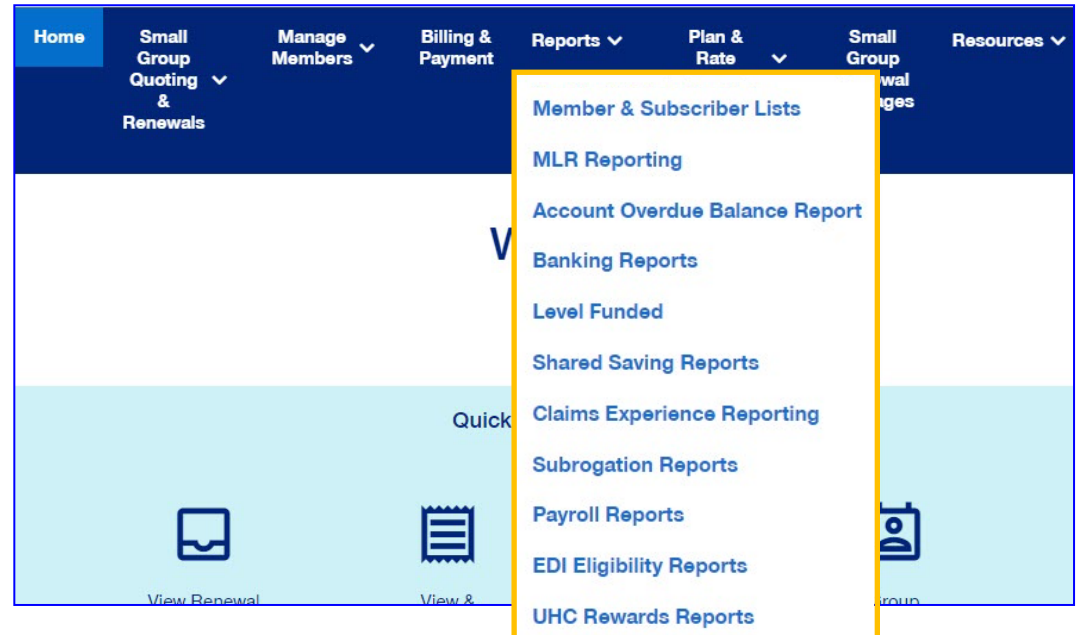 Home
Small
Group
Quoting
&
Renewals
Manage
Members
Billing &
Payment
Reports
Plan &
Rate
Small
Group
Resources
Member & Subscriber Lists
MLR Reporting
Account Overdue Balance Report
Banking Reports
Level Funded
Shared Saving Reports
Claims Experience Reporting
Subrogation Reports
Payroll Reports
EDI Eligibility Reports
UHC Rewards Reports
Quick
View Renewal
View &